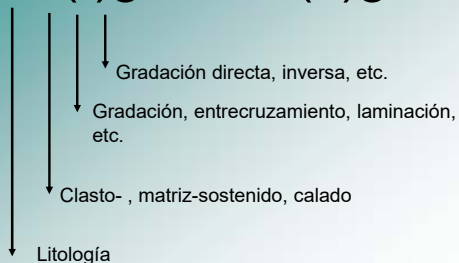 Gradación directa, inversa, etc.
Gradación, entrecruzamiento, laminación,
etc.
Clasto- , matriz-sostenido, calado
Litología